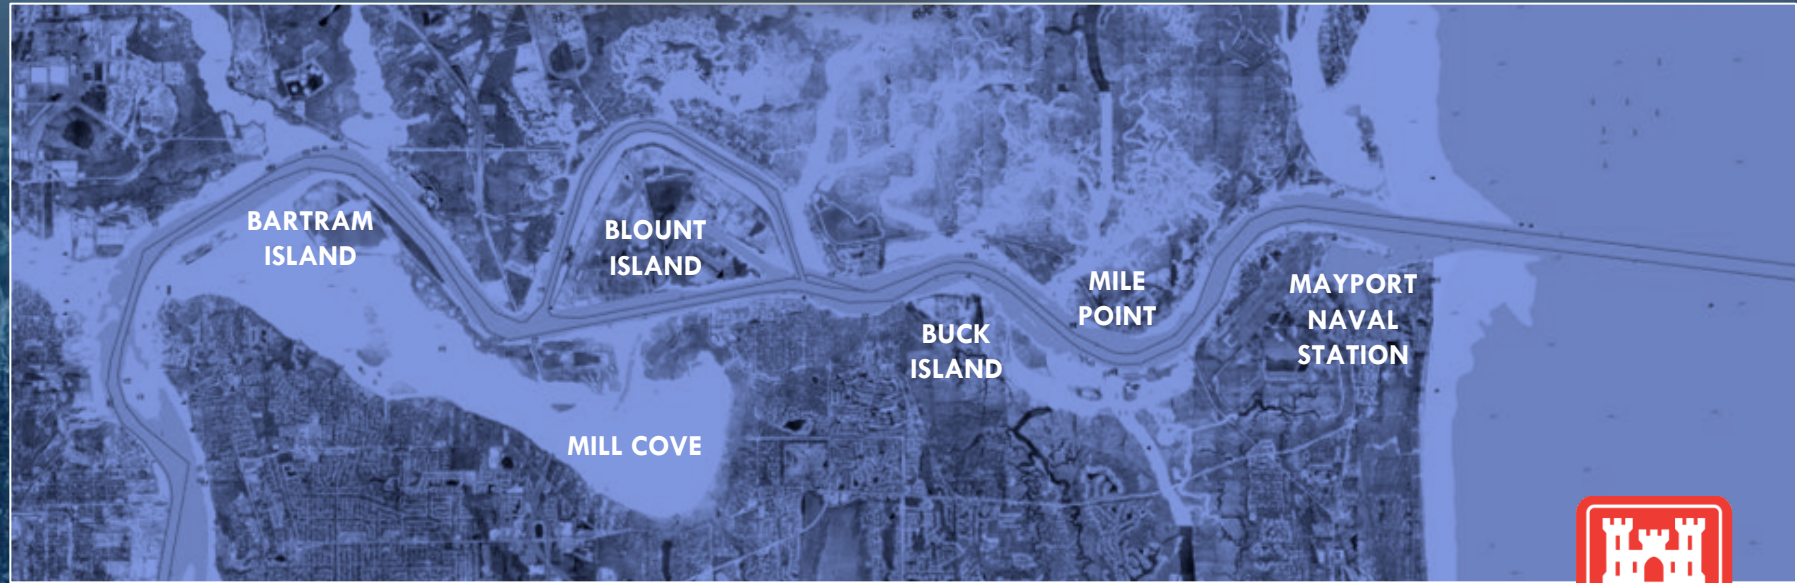 BARTRAM
ISLAND
BLOUNT
ISLAND
MILL COVE
BUCK
ISLAND
MILE
POINT
MAYPORT
NAVAL
STATION